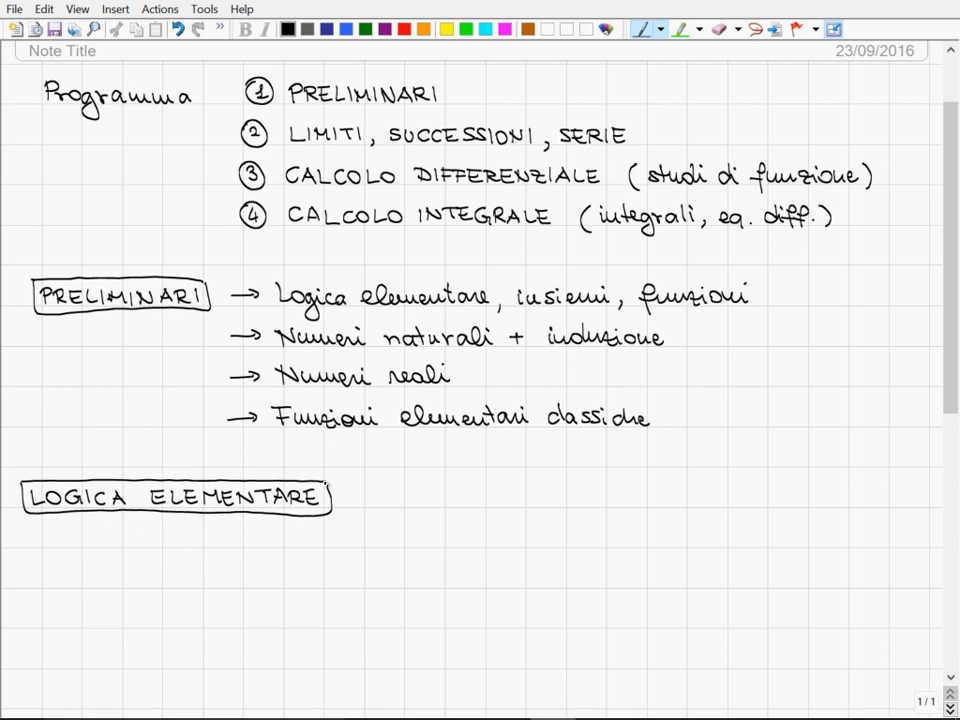 File Edit View Insert Actions Tools Help
Note Title 23/09/2016
Programma ① PRELIMINARI
② LIMITI, SUCCESSIONI, SERIE
③ CALCOLO DIFFERENZIALE (studi di funzione)
④ CALCOLO INTEGRALE (integrali, eq. diff.)
PRELIMINARI → Logica elementare, insiemi, funzioni
→ Numeri naturali + induzione
→ Numeri reali
→ Funzioni elementari classiche
LOGICA ELEMENTARE
1/1